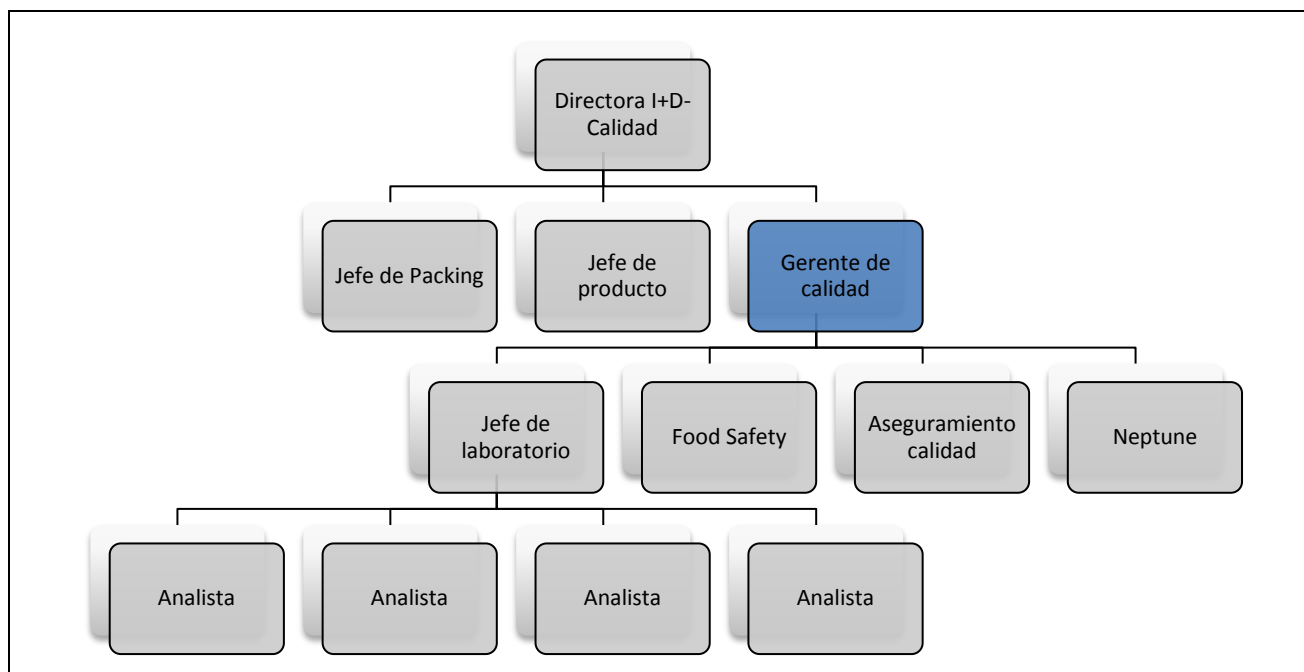 Directora I+D-
Calidad
Jefe de Packing
Jefe de
producto
Gerente de
calidad
Jefe de
laboratorio
Food Safety
Aseguramiento
calidad
Neptune
Analista
Analista
Analista
Analista